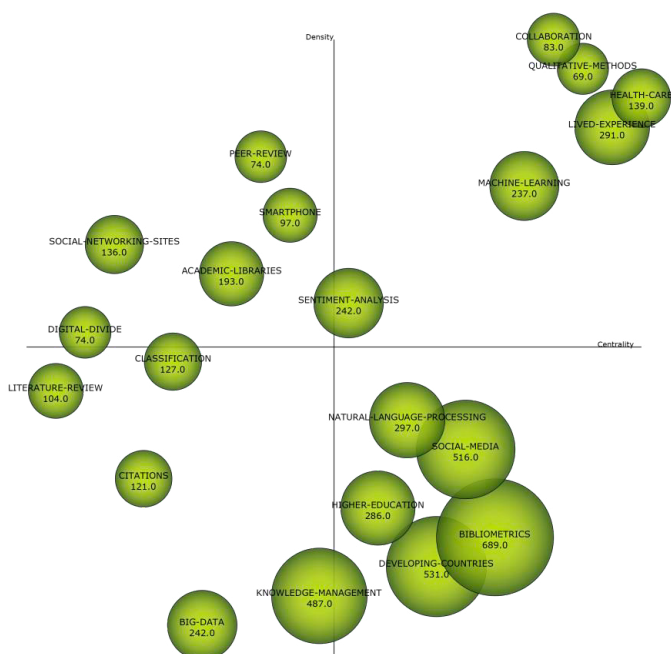 Density
COLLABORATION
83.0
QUALITATIVE-METHODS
69.0
HEALTH-CARE
139.0
LIVED-EXPERIENCE
291.0
PEER-REVIEW
74.0
MACHINE-LEARNING
237.0
SMARTPHONE
97.0
SOCIAL-NETWORKING-SITES
136.0
ACADEMIC-LIBRARIES
193.0
SENTIMENT-ANALYSIS
242.0
DIGITAL-DIVIDE
74.0
Centrality
CLASSIFICATION
127.0
LITERATURE-REVIEW
104.0
NATURAL-LANGUAGE-PROCESSING
297.0
SOCIAL-MEDIA
516.0
CITATIONS
121.0
HIGHER-EDUCATION
286.0
BIBLIOMETRICS
689.0
DEVELOPING-COUNTRIES
531.0
KNOWLEDGE-MANAGEMENT
487.0
BIG-DATA
242.0